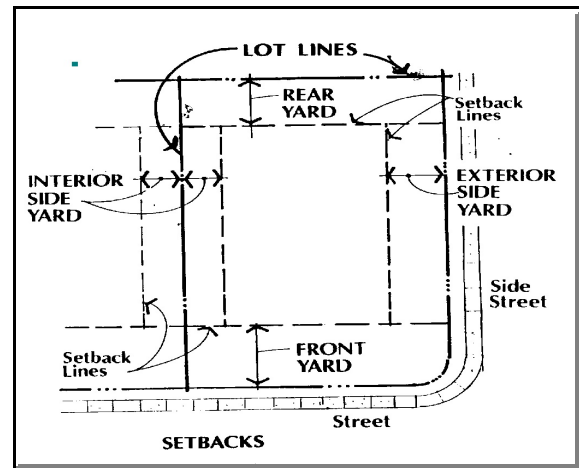 LOT LINES
REAR
YARD
Setback
Lines
INTERIOR
SIDE
YARD
EXTERIOR
SIDE
YARD
Side
Street
Setback
Lines
FRONT
YARD
Street
SETBACKS